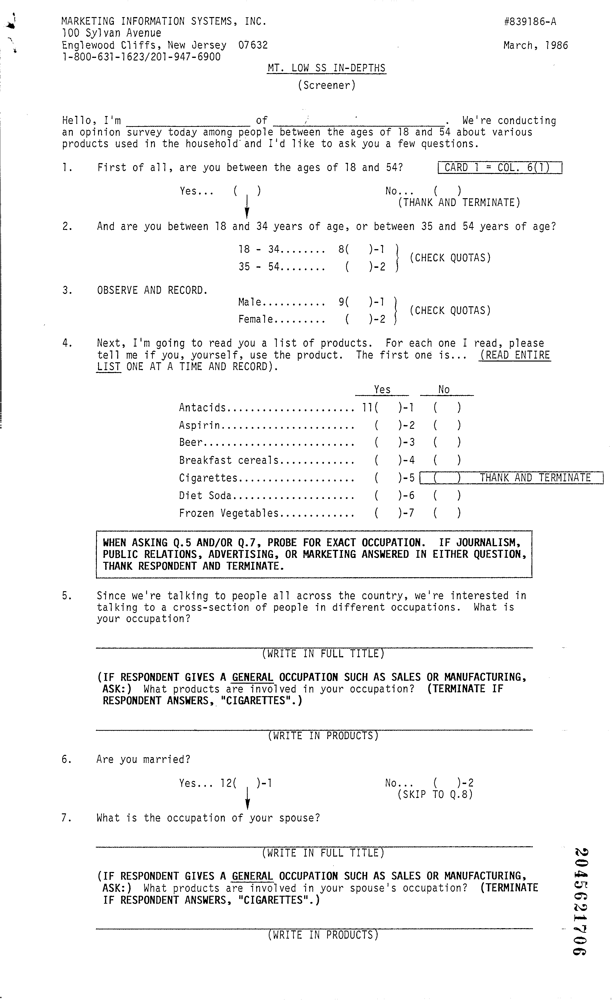 MARKETING INFORMATION SYSTEMS, INC. #839186-A
100 Sylvan Avenue
Englewood Cliffs, New Jersey 07632 March, 1986
1-800-631-1623/201-947-6900
MT. LOW SS IN-DEPTHS
(Screener)
Hello, I'm ____________ of ____________. We're conducting
an opinion survey today among people between the ages of 18 and 54 about various
products used in the household and I'd like to ask you a few questions.
1. First of all, are you between the ages of 18 and 54? CARD 1 = COL. 6(1)
Yes... ( ) No... ( )
(THANK AND TERMINATE)
2. And are you between 18 and 34 years of age, or between 35 and 54 years of age?
18 - 34........ 8( )-1
(CHECK QUOTAS)
35 - 54........ ( )-2
3. OBSERVE AND RECORD.
Male........... 9( )-1
(CHECK QUOTAS)
Female......... ( )-2
4. Next, I'm going to read you a list of products. For each one I read, please
tell me if you, yourself, use the product. The first one is... (READ ENTIRE
LIST ONE AT A TIME AND RECORD).
Yes No
Antacids..................... 11( )-1 ( )
Aspirin....................... ( )-2 ( )
Beer.......................... ( )-3 ( )
Breakfast cereals............. ( )-4 ( )
Cigarettes.................... ( )-5 ( ) THANK AND TERMINATE
Diet Soda..................... ( )-6 ( )
Frozen Vegetables............. ( )-7 ( )
WHEN ASKING Q.5 AND/OR Q.7, PROBE FOR EXACT OCCUPATION. IF JOURNALISM,
PUBLIC RELATIONS, ADVERTISING, OR MARKETING ANSWERED IN EITHER QUESTION,
THANK RESPONDENT AND TERMINATE.
5. Since we're talking to people all across the country, we're interested in
talking to a cross-section of people in different occupations. What is
your occupation?
(WRITE IN FULL TITLE)
(IF RESPONDENT GIVES A GENERAL OCCUPATION SUCH AS SALES OR MANUFACTURING,
ASK:) What products are involved in your occupation? (TERMINATE IF
RESPONDENT ANSWERS, "CIGARETTES".)
(WRITE IN PRODUCTS)
6. Are you married?
Yes... 12( )-1 No... ( )-2
(SKIP TO Q.8)
7. What is the occupation of your spouse?
(WRITE IN FULL TITLE)
(IF RESPONDENT GIVES A GENERAL OCCUPATION SUCH AS SALES OR MANUFACTURING,
ASK:) What products are involved in your spouse's occupation? (TERMINATE
IF RESPONDENT ANSWERS, "CIGARETTES".)
(WRITE IN PRODUCTS)
2045621706